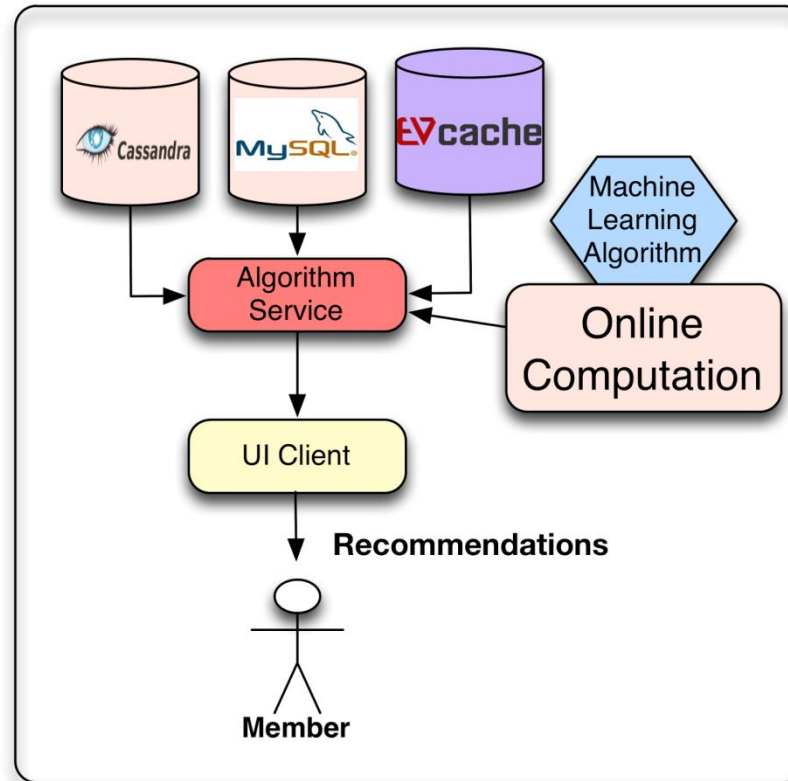 Cassandra
MySQL®
EVcache
Machine
Learning
Algorithm
Algorithm
Service
Online
Computation
UI Client
Recommendations
Member